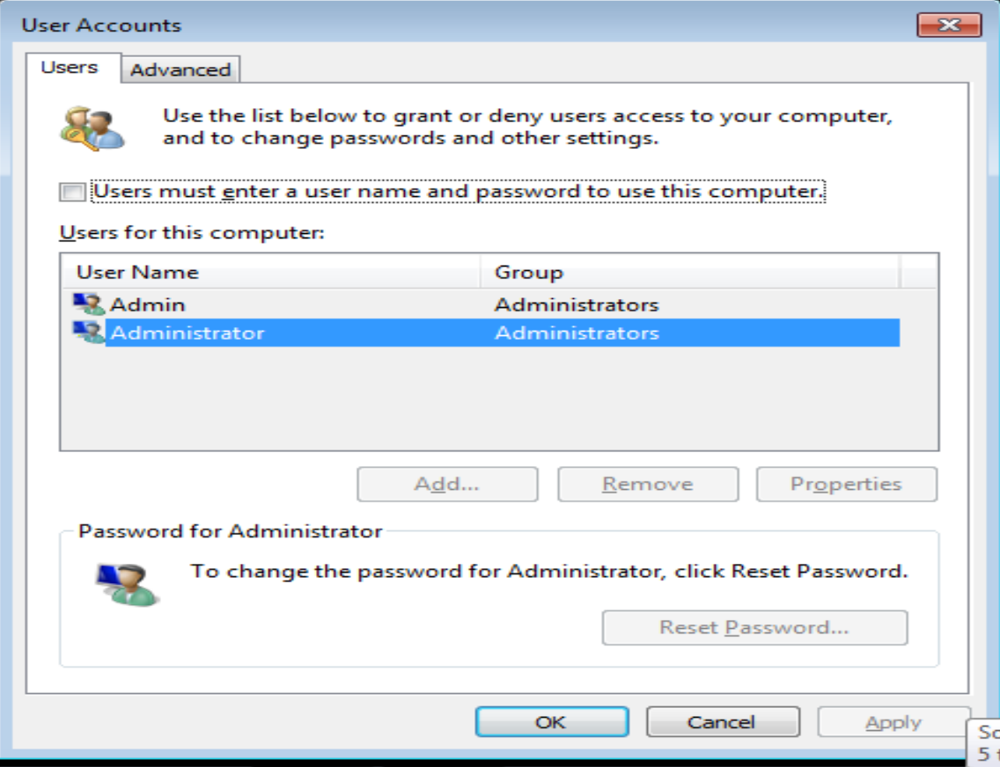 User Accounts
Users
Advanced
Use the list below to grant or deny users access to your computer,
and to change passwords and other settings.
Users must enter a user name and password to use this computer.
Users for this computer:
User Name Group
Admin Administrators
Administrator Administrators
Add... Remove Properties
Password for Administrator
To change the password for Administrator, click Reset Password.
Reset Password...
OK Cancel Apply
5